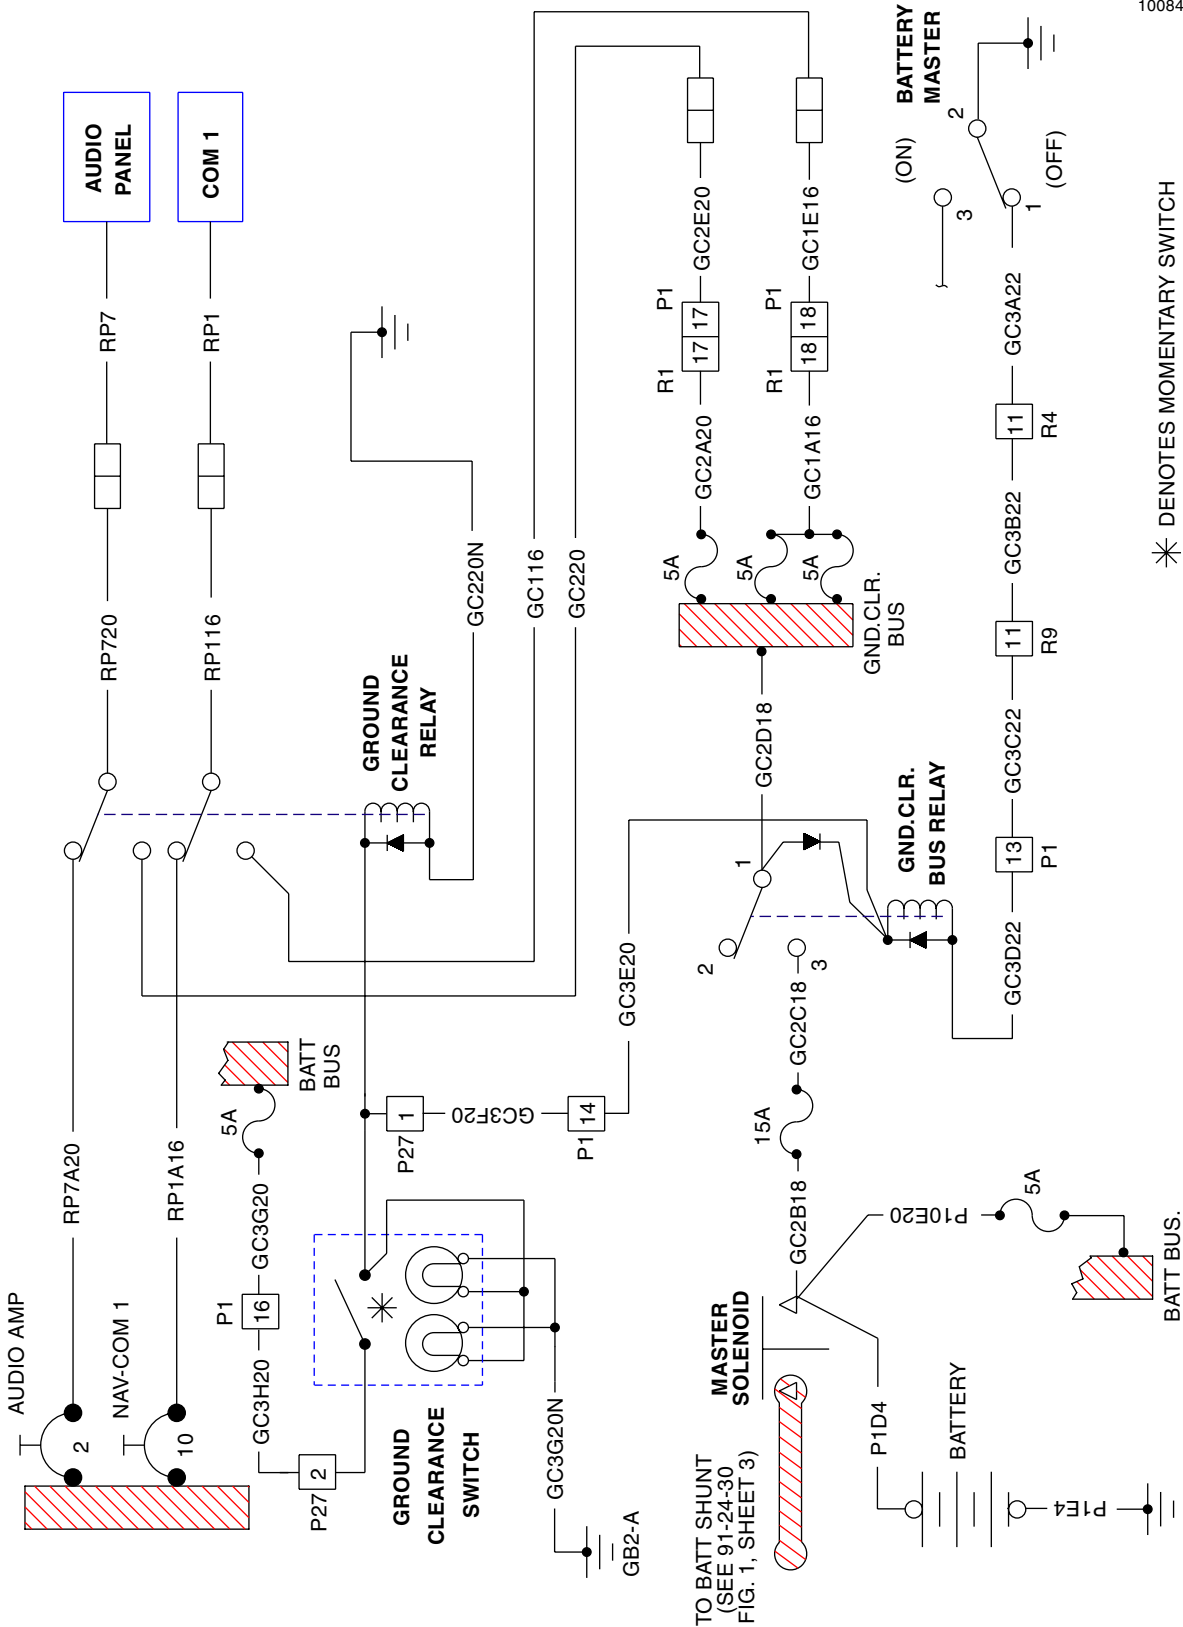 10084
AUDIO AMP
2
RP7A20
RP720
RP7
AUDIO
PANEL
NAV-COM 1
10
RP1A16
RP116
RP1
COM 1
P27
2
GC3H20
P1
16
GC3G20
5A
BATT
BUS
GROUND
CLEARANCE
SWITCH
GC3G20N
GB2-A
P27
1
GC3F20
P1
14
GC3E20
GROUND
CLEARANCE
RELAY
GC220N
GC116
GC220
TO BATT SHUNT
(SEE 91-24-30
FIG. 1, SHEET 3)
MASTER
SOLENOID
P1D4
BATTERY
P1E4
GC2B18
15A
GC2C18
P10E20
5A
BATT BUS.
2
3
1
GC2D18
GND.CLR.
BUS RELAY
GND.CLR.
BUS
5A
5A
5A
GC2A20
R1
P1
17
17
GC2E20
GC1A16
R1
P1
18
18
GC1E16
GC3D22
13
P1
GC3C22
11
R9
GC3B22
11
R4
GC3A22
BATTERY
MASTER
(ON)
(OFF)
2
3
1
DENOTES MOMENTARY SWITCH